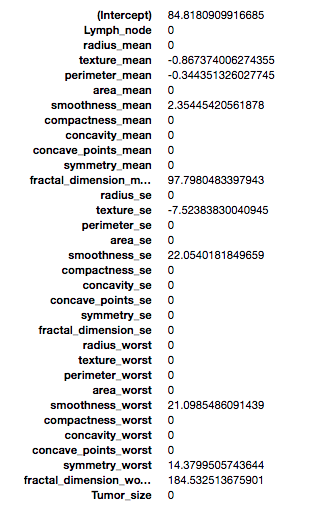 (Intercept) 84.8180909916685
Lymph_node 0
radius_mean 0
texture_mean -0.867374006274355
perimeter_mean -0.344351326027745
area_mean 0
smoothness_mean 2.35445420561878
compactness_mean 0
concavity_mean 0
concave_points_mean 0
symmetry_mean 0
fractal_dimension_m... 97.7980483397943
radius_se 0
texture_se -7.52383830040945
perimeter_se 0
area_se 0
smoothness_se 22.0540181849659
compactness_se 0
concavity_se 0
concave_points_se 0
symmetry_se 0
fractal_dimension_se 0
radius_worst 0
texture_worst 0
perimeter_worst 0
area_worst 0
smoothness_worst 21.0985486091439
compactness_worst 0
concavity_worst 0
concave_points_worst 0
symmetry_worst 14.3799505743644
fractal_dimension_wo... 184.532513675901
Tumor_size 0